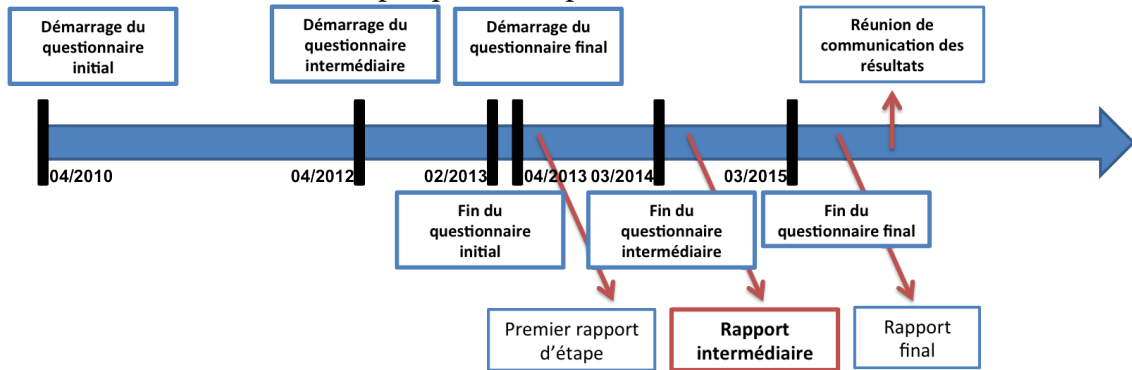 Démarrage du
questionnaire
initial
Démarrage du
questionnaire
intermédiaire
Démarrage du
questionnaire final
Réunion de
communication des
résultats
04/2010
04/2012
02/2013
04/2013
03/2014
03/2015
Fin du
questionnaire
initial
Fin du
questionnaire
intermédiaire
Fin du
questionnaire final
Premier rapport
d'étape
Rapport
intermédiaire
Rapport
final